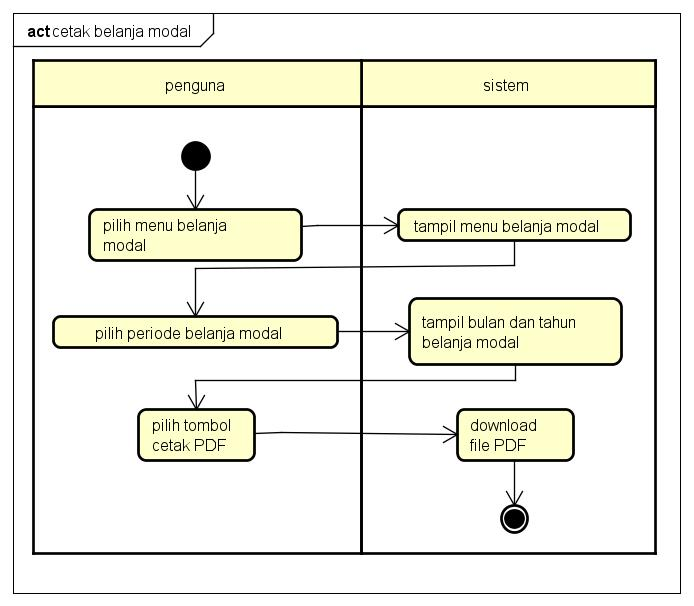 act cetak belanja modal
penguna
sistem
pilih menu belanja
modal
tampil menu belanja modal
pilih periode belanja modal
tampil bulan dan tahun
belanja modal
pilih tombol
cetak PDF
download
file PDF